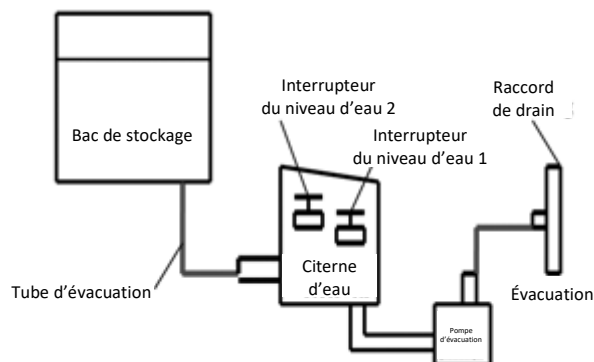 Interrupteur
du niveau d’eau 2
Raccord
de drain
Bac de stockage
Interrupteur
du niveau d’eau 1
Citerne
d’eau
Tube d’évacuation
Évacuation
Pompe
d’évacuation